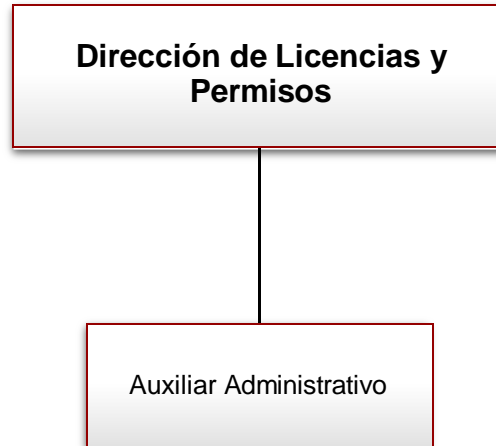 Dirección de Licencias y
Permisos
Auxiliar Administrativo